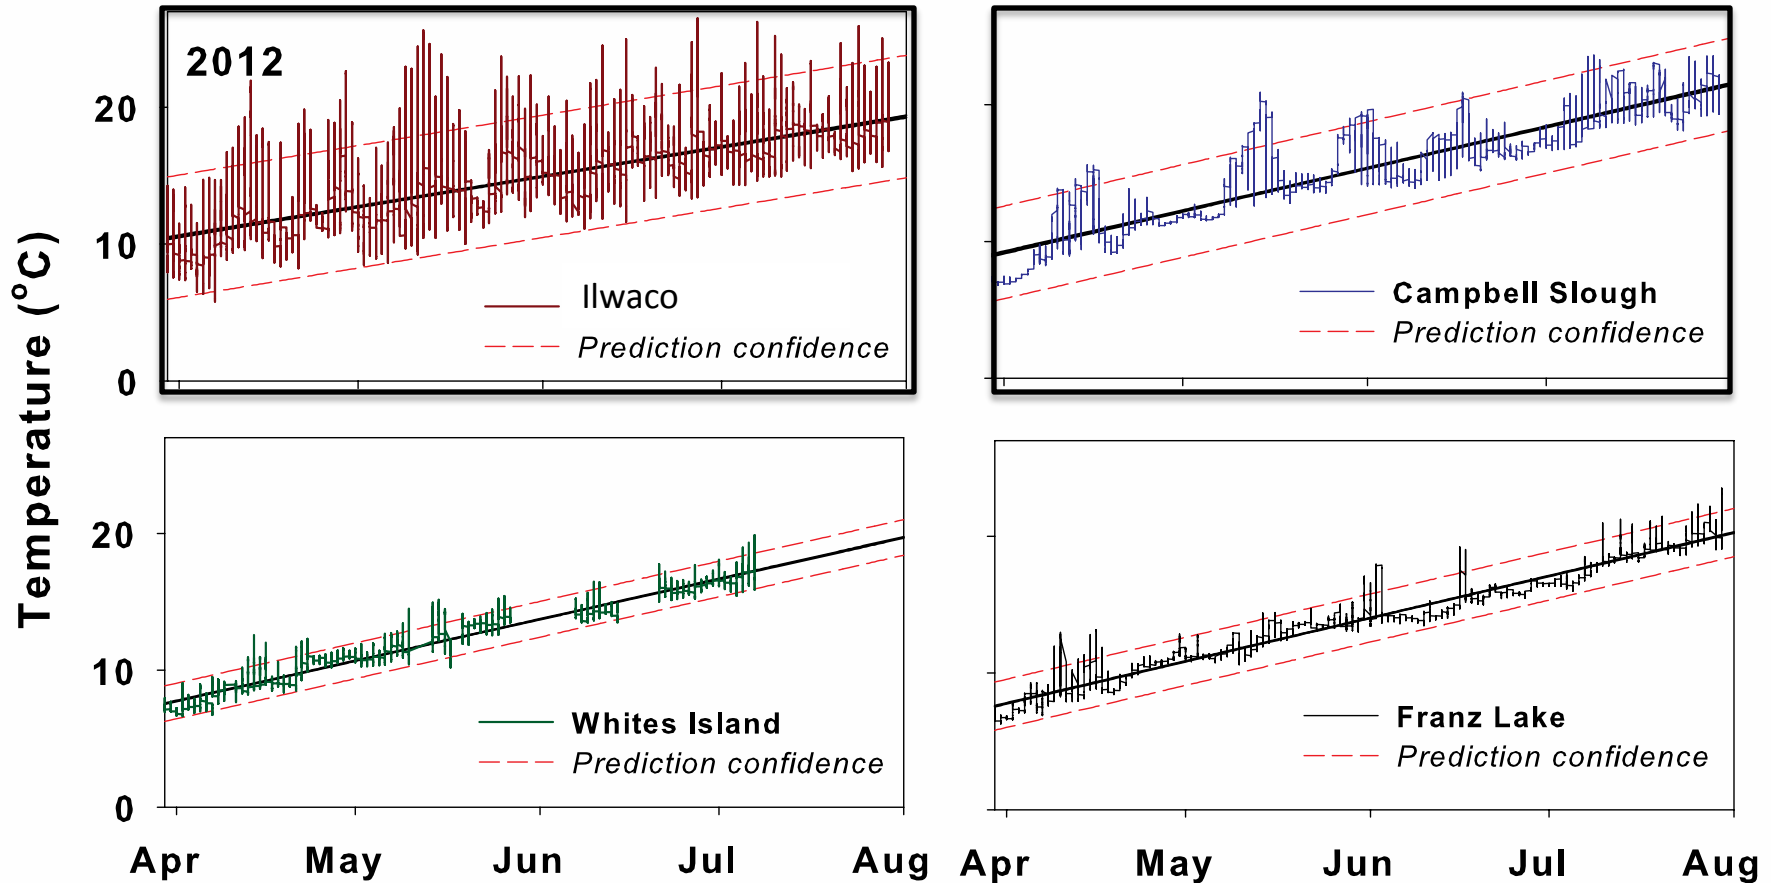 2012
Temperature (°C)
20
10
0
Ilwaco
Prediction confidence
Campbell Slough
Prediction confidence
20
10
0
Whites Island
Prediction confidence
Franz Lake
Prediction confidence
Apr May Jun Jul Aug
Apr May Jun Jul Aug